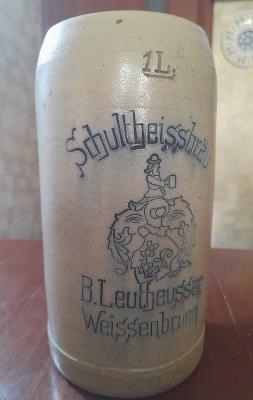 1L.
Schultheissbräu
B. Leutheusser
Weissenbrunn